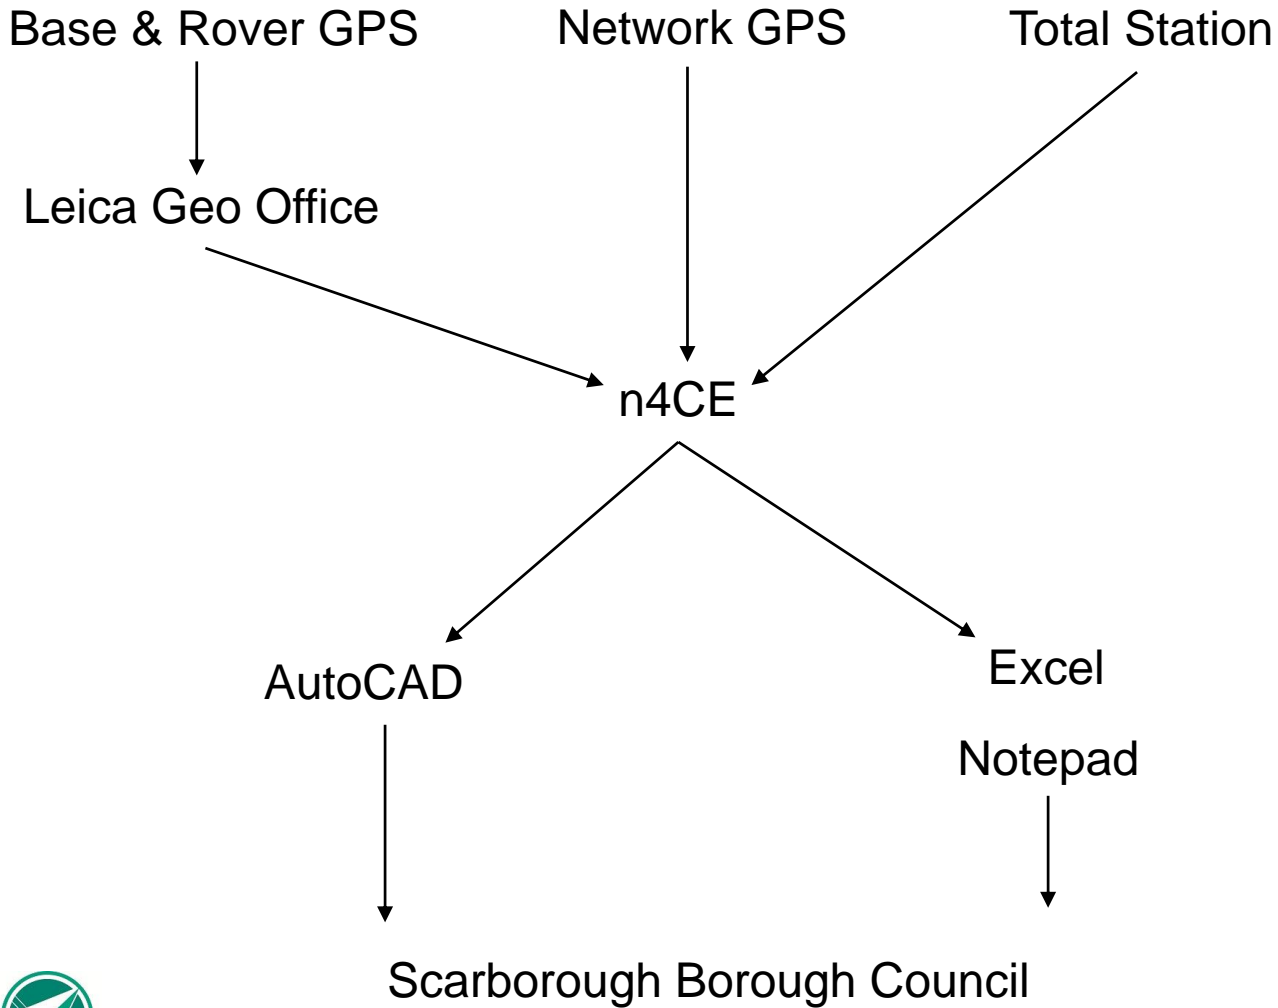 Base & Rover GPS
Network GPS
Total Station
Leica Geo Office
n4CE
AutoCAD
Excel
Notepad
Scarborough Borough Council